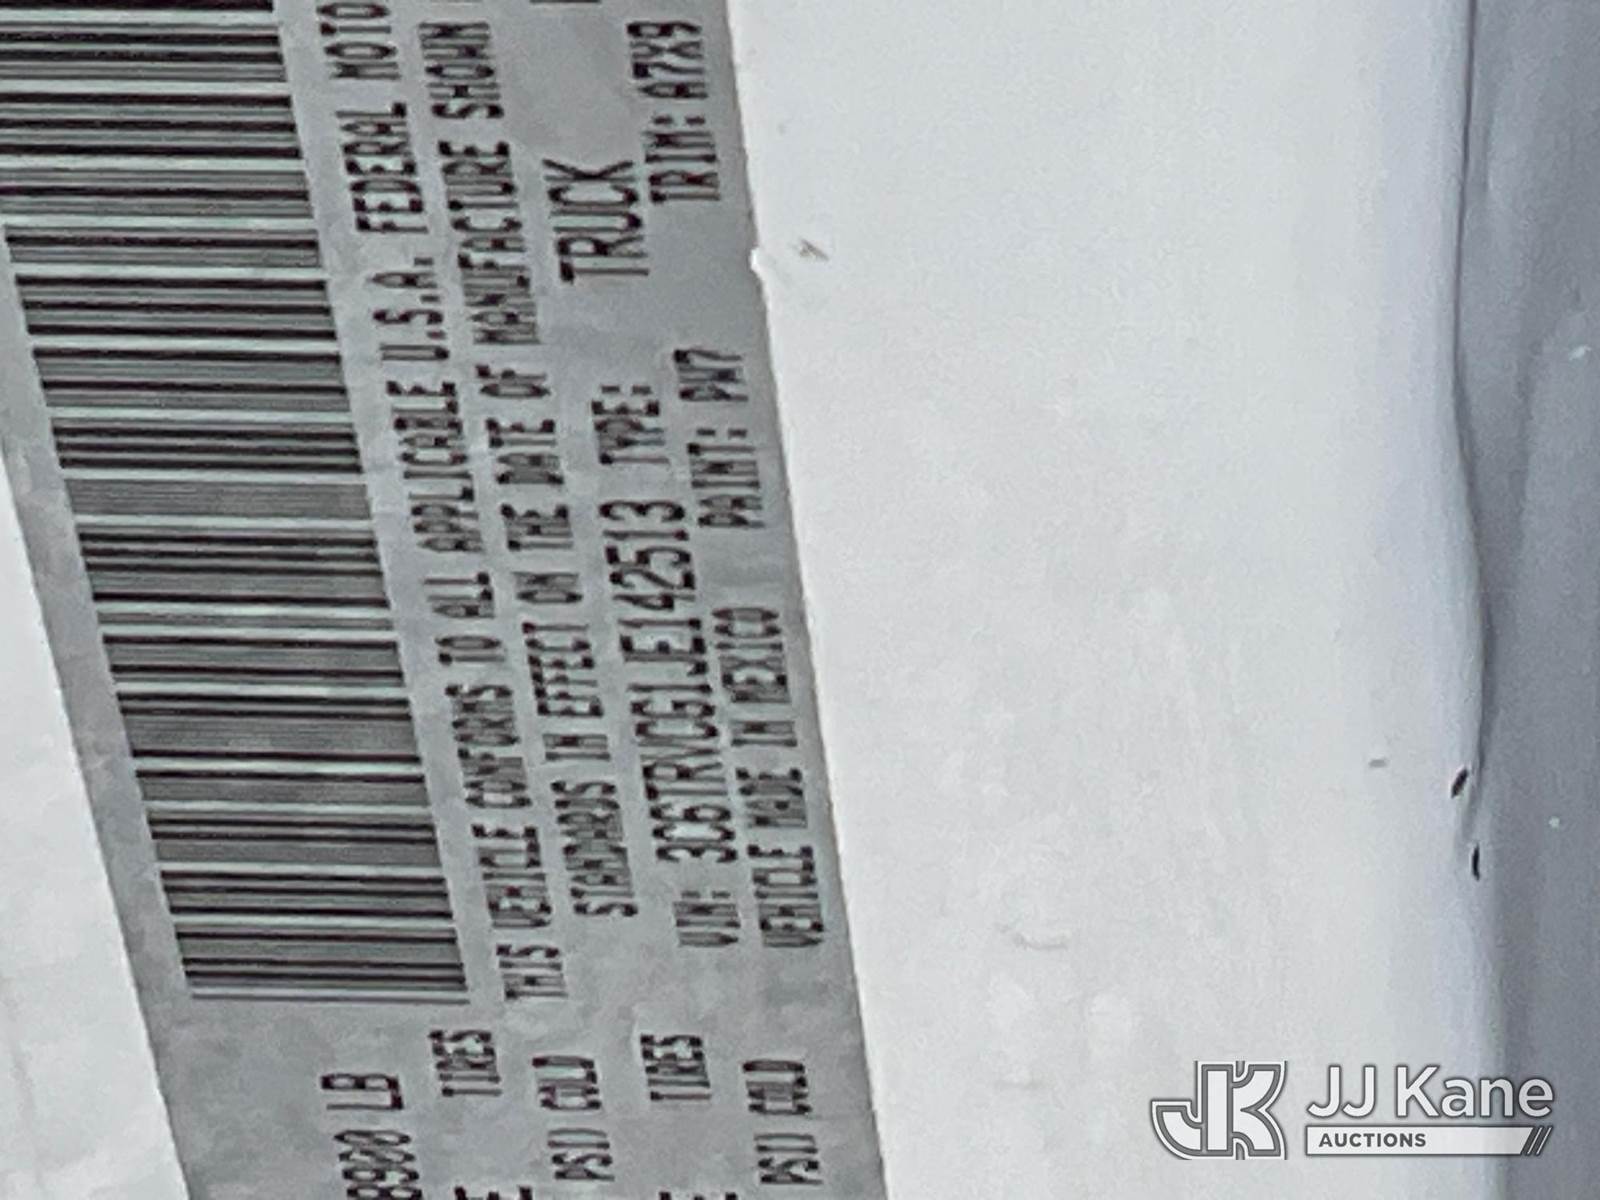 8900 LB
TIRES
PSI) COLD
TIRES
PSI) COLD
THIS VEHICLE CONFORMS TO ALL APPLICABLE U.S.A. FEDERAL MOTO
STANDARDS IN EFFECT ON THE DATE OF MANUFACTURE SHOWN
VIN: 3C6TRVCG1JE142513 TYPE: TRUCK
VEHICLE MADE IN MEXICO PAINT: PW7 TRIM: A7X9
JJ Kane
AUCTIONS